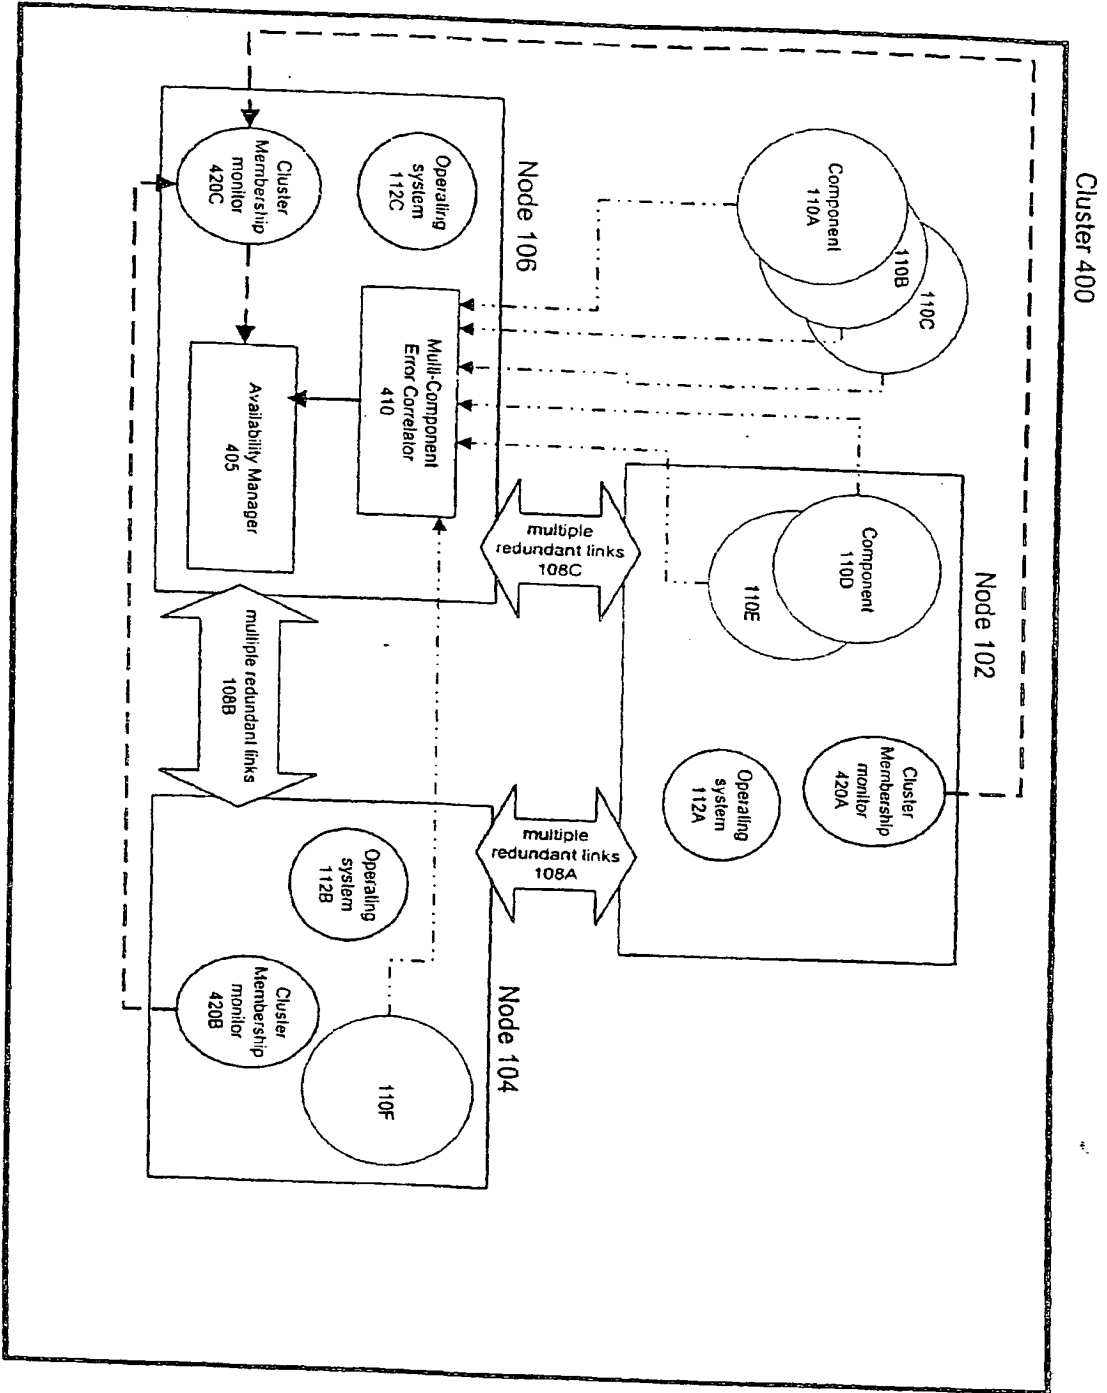 Cluster 400
Component
110A
110B
110C
Node 102
Component
110D
110E
Cluster
Membership
monitor
420A
Operating
system
112A
multiple
redundant links
108C
multiple
redundant links
108A
Node 106
Operating
system
112C
Cluster
Membership
monitor
420C
Multi-Component
Error Correlator
410
Availability Manager
405
multiple redundant links
108B
Node 104
Operating
system
112B
Cluster
Membership
monitor
420B
110F